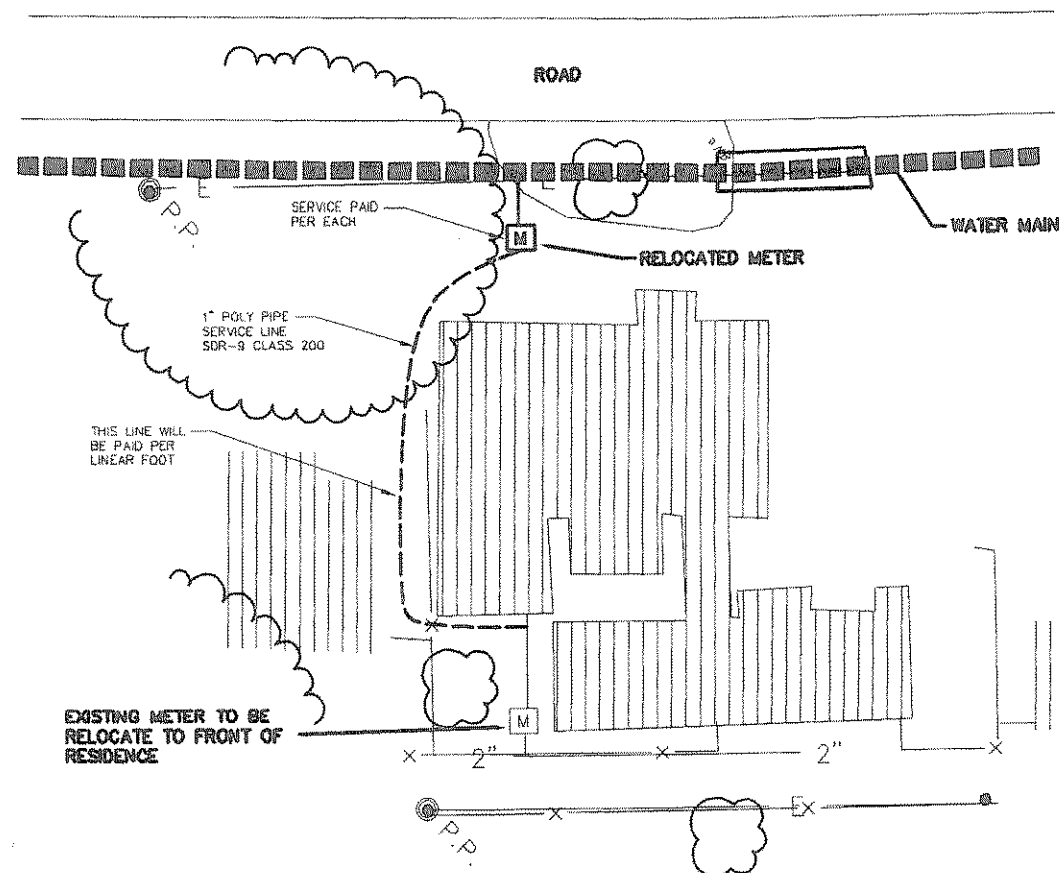 ROAD
E
E
P.P.
SERVICE PAID
PER EACH
M
WATER MAIN
RELOCATED METER
1" POLY PIPE
SERVICE LINE
SDR-9 CLASS 200
THIS LINE WILL
BE PAID PER
LINEAR FOOT
EXISTING METER TO BE
RELOCATE TO FRONT OF
RESIDENCE
M
2"
2"
E
P.P.